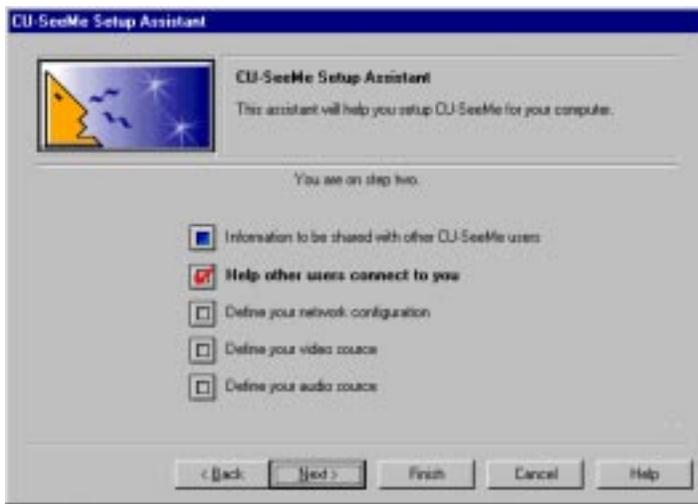 CU-SeeMe Setup Assistant
CU-SeeMe Setup Assistant
This assistant will help you setup CU-SeeMe for your computer.
You are on step two.
Information to be shared with other CU-SeeMe users
Help other users connect to you
Define your network configuration
Define your video source
Define your audio source
< Back Next > Finish Cancel Help